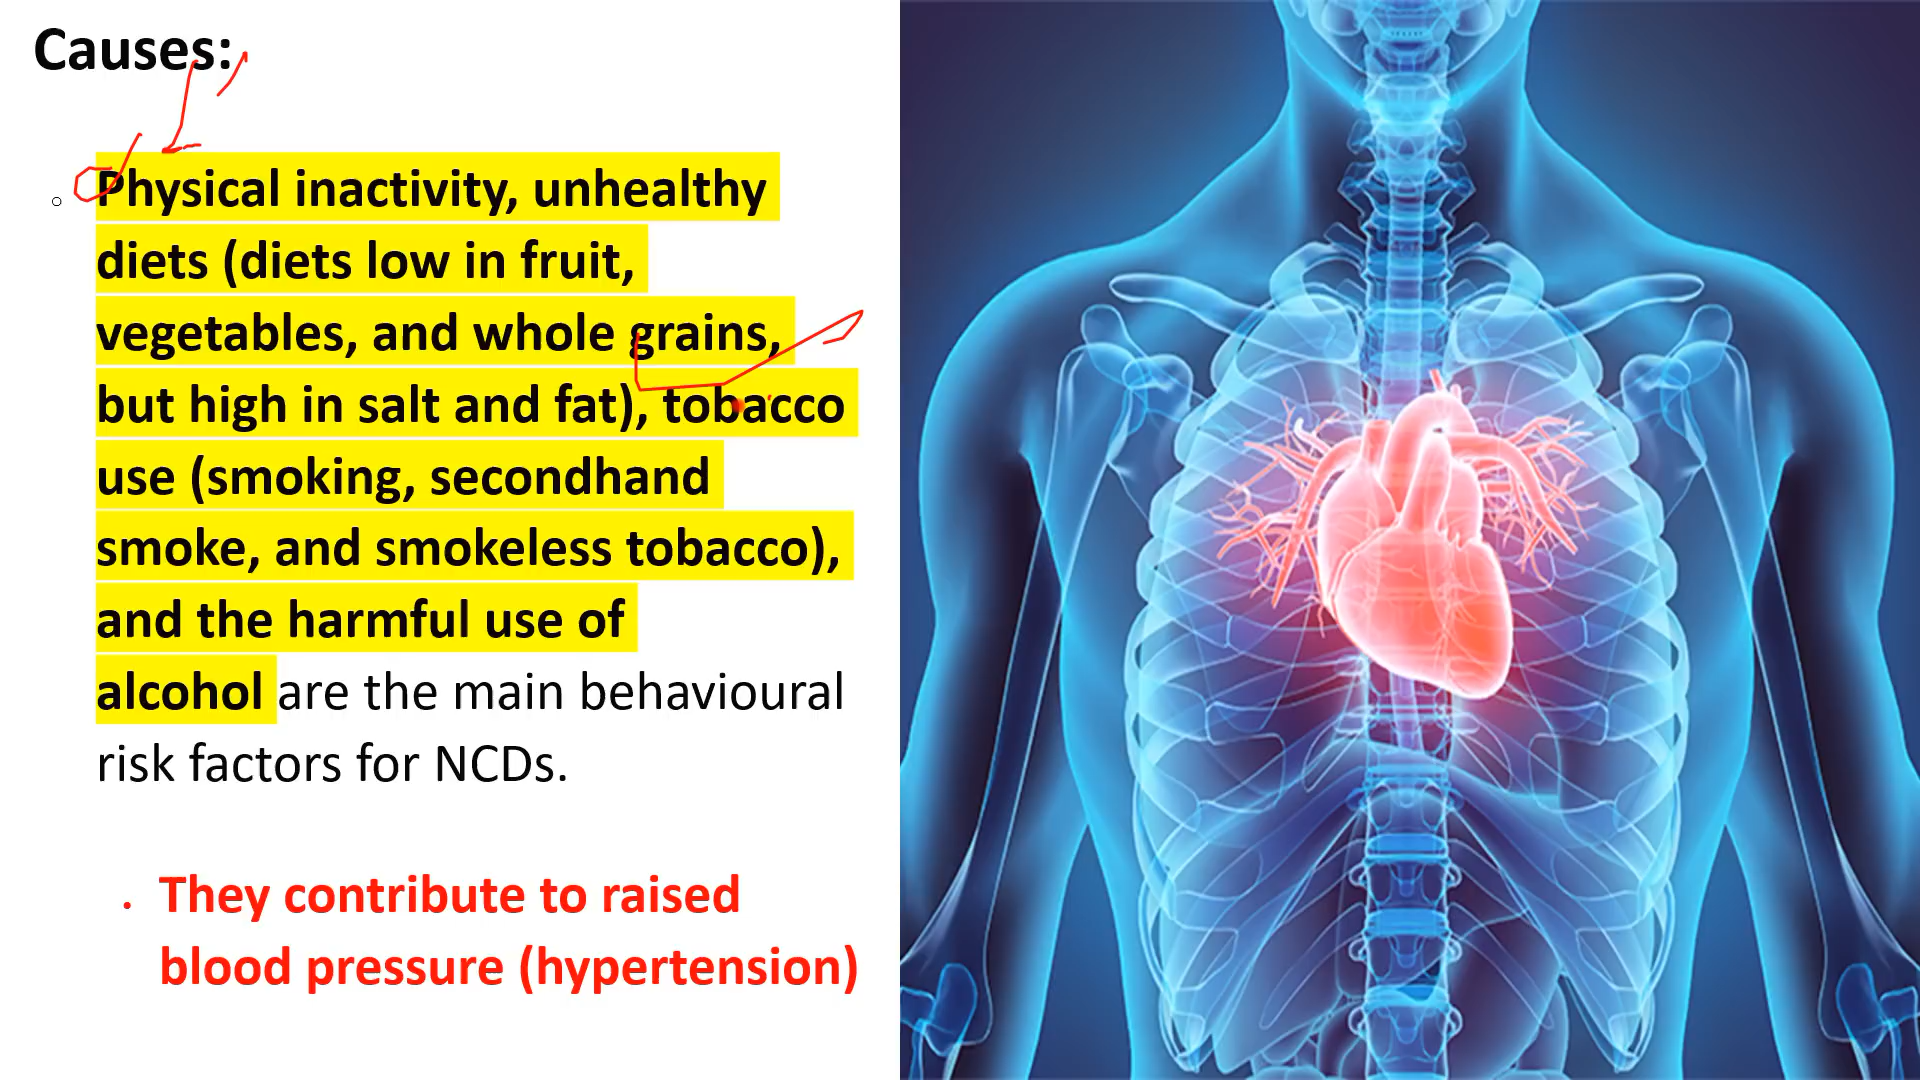 Causes:
Physical inactivity, unhealthy
diets (diets low in fruit,
vegetables, and whole grains,
but high in salt and fat), tobacco
use (smoking, secondhand
smoke, and smokeless tobacco),
and the harmful use of
alcohol are the main behavioural
risk factors for NCDs.
They contribute to raised
blood pressure (hypertension)